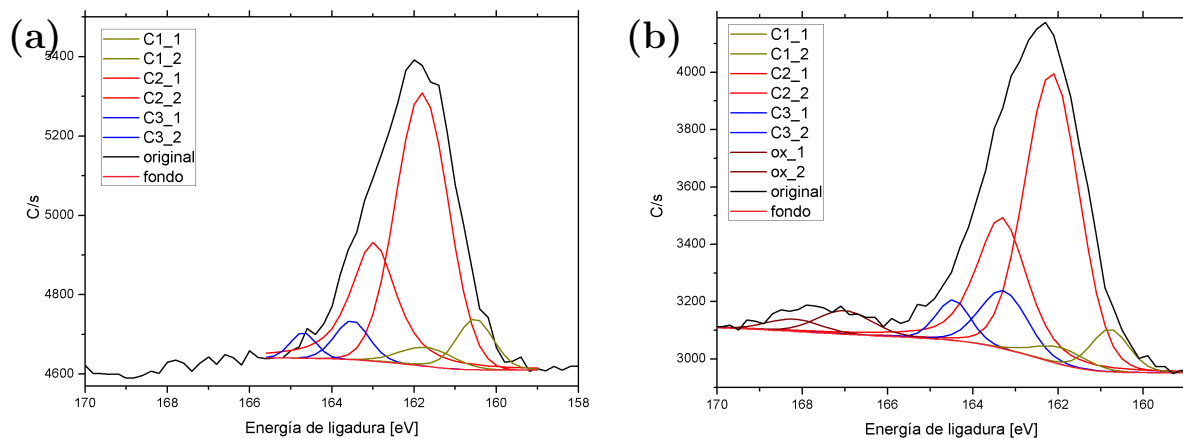 (a)
C1_1
C1_2
C2_1
C2_2
C3_1
C3_2
original
fondo
5400
5200
5000
4800
4600
C/s
170 168 166 164 162 160 158
Energía de ligadura [eV]
(b)
C1_1
C1_2
C2_1
C2_2
C3_1
C3_2
ox_1
ox_2
original
fondo
4000
3800
3600
3400
3200
3000
C/s
170 168 166 164 162 160
Energía de ligadura [eV]